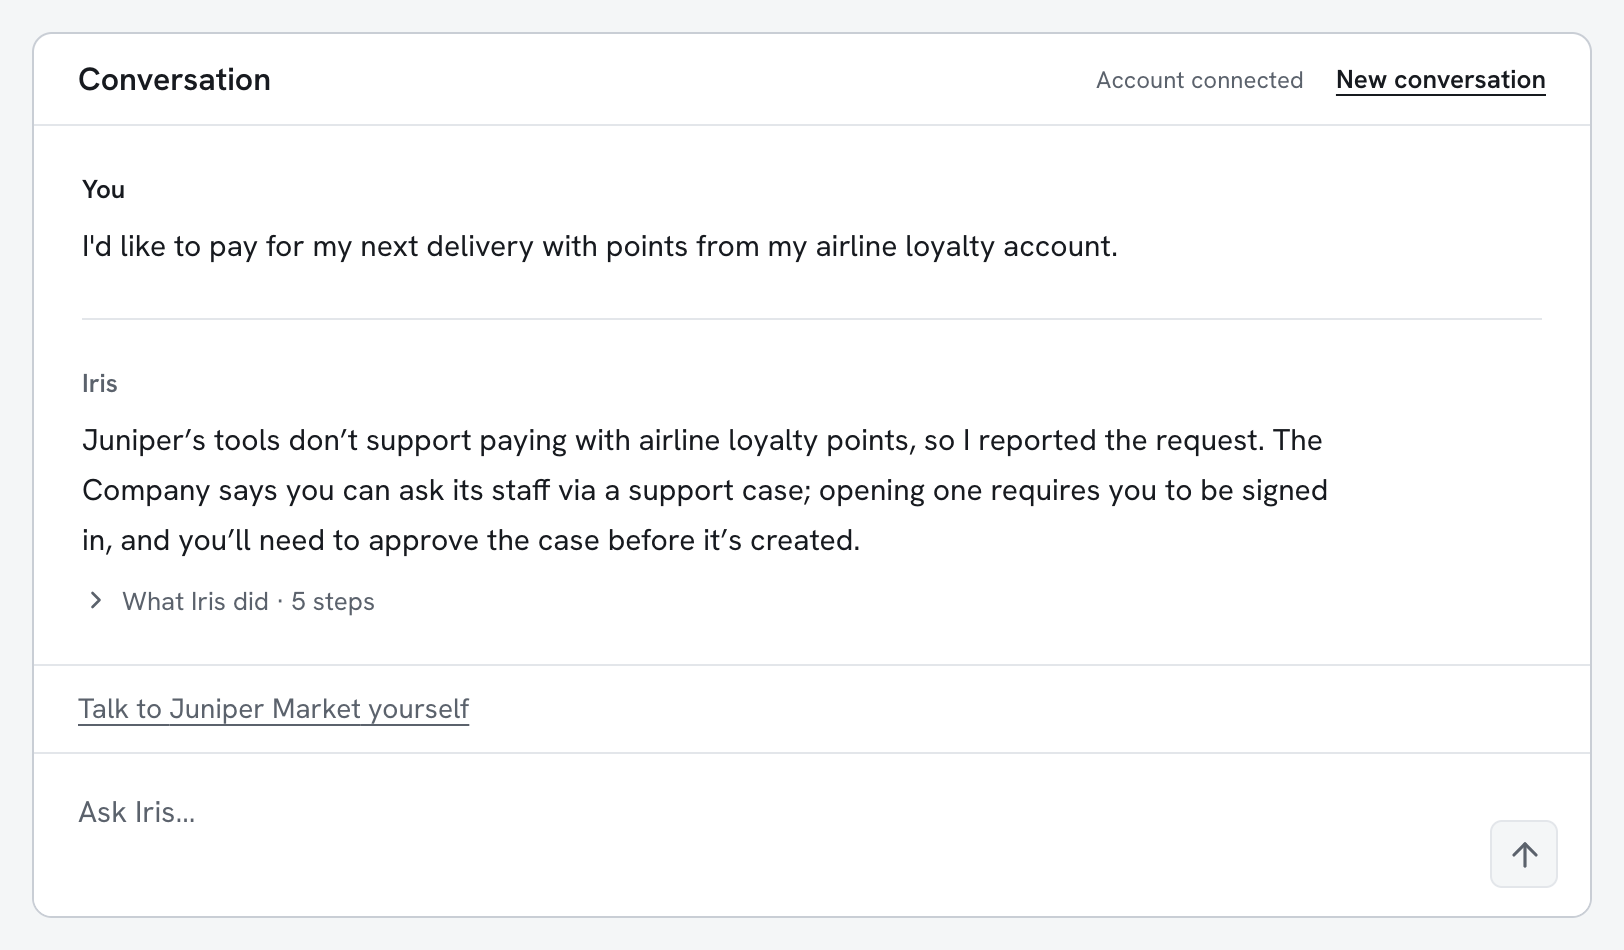 Conversation
Account connected
New conversation
You
I'd like to pay for my next delivery with points from my airline loyalty account.
Iris
Juniper’s tools don’t support paying with airline loyalty points, so I reported the request. The
Company says you can ask its staff via a support case; opening one requires you to be signed
in, and you’ll need to approve the case before it’s created.
What Iris did · 5 steps
Talk to Juniper Market yourself
Ask Iris...